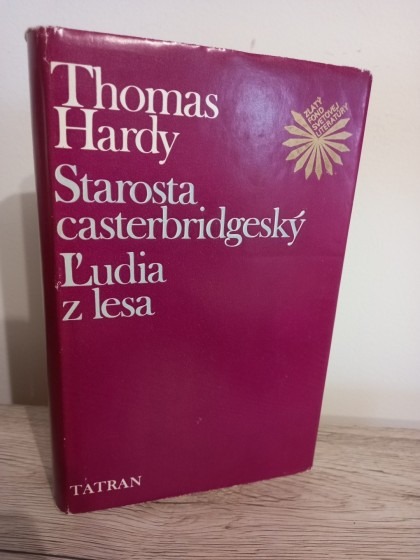 Thomas
Hardy
ZLATÝ
FOND
SVETOVEJ
LITERATÚRY
Starosta
casterbridgeský
Ľudia
z lesa
TATRAN